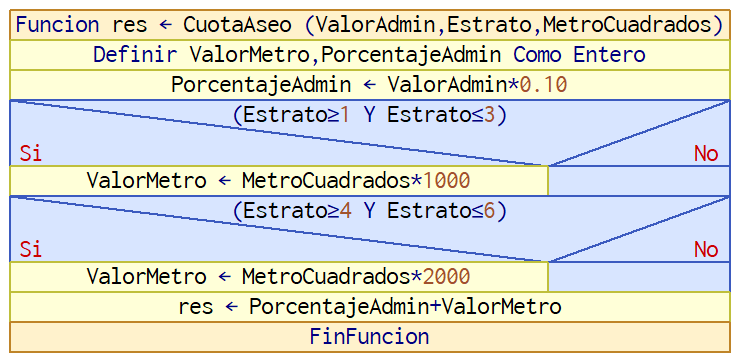 Funcion res ← CuotaAseo (ValorAdmin,Estrato,MetroCuadrados)
Definir ValorMetro,PorcentajeAdmin Como Entero
PorcentajeAdmin ← ValorAdmin*0.10
(Estrato≥1 Y Estrato≤3)
Si No
ValorMetro ← MetroCuadrados*1000
(Estrato≥4 Y Estrato≤6)
Si No
ValorMetro ← MetroCuadrados*2000
res ← PorcentajeAdmin+ValorMetro
FinFuncion